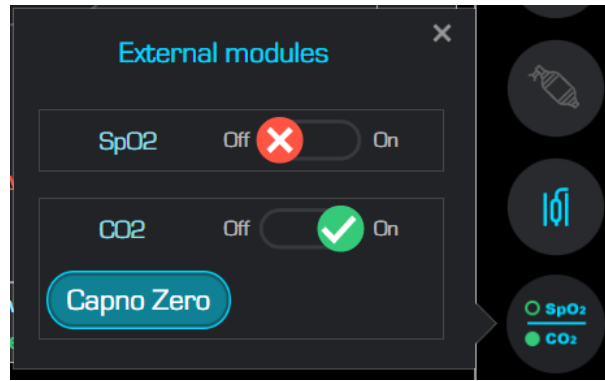 External modules
SpO2 Off On
CO2 Off On
Capno Zero
SpO₂
CO₂